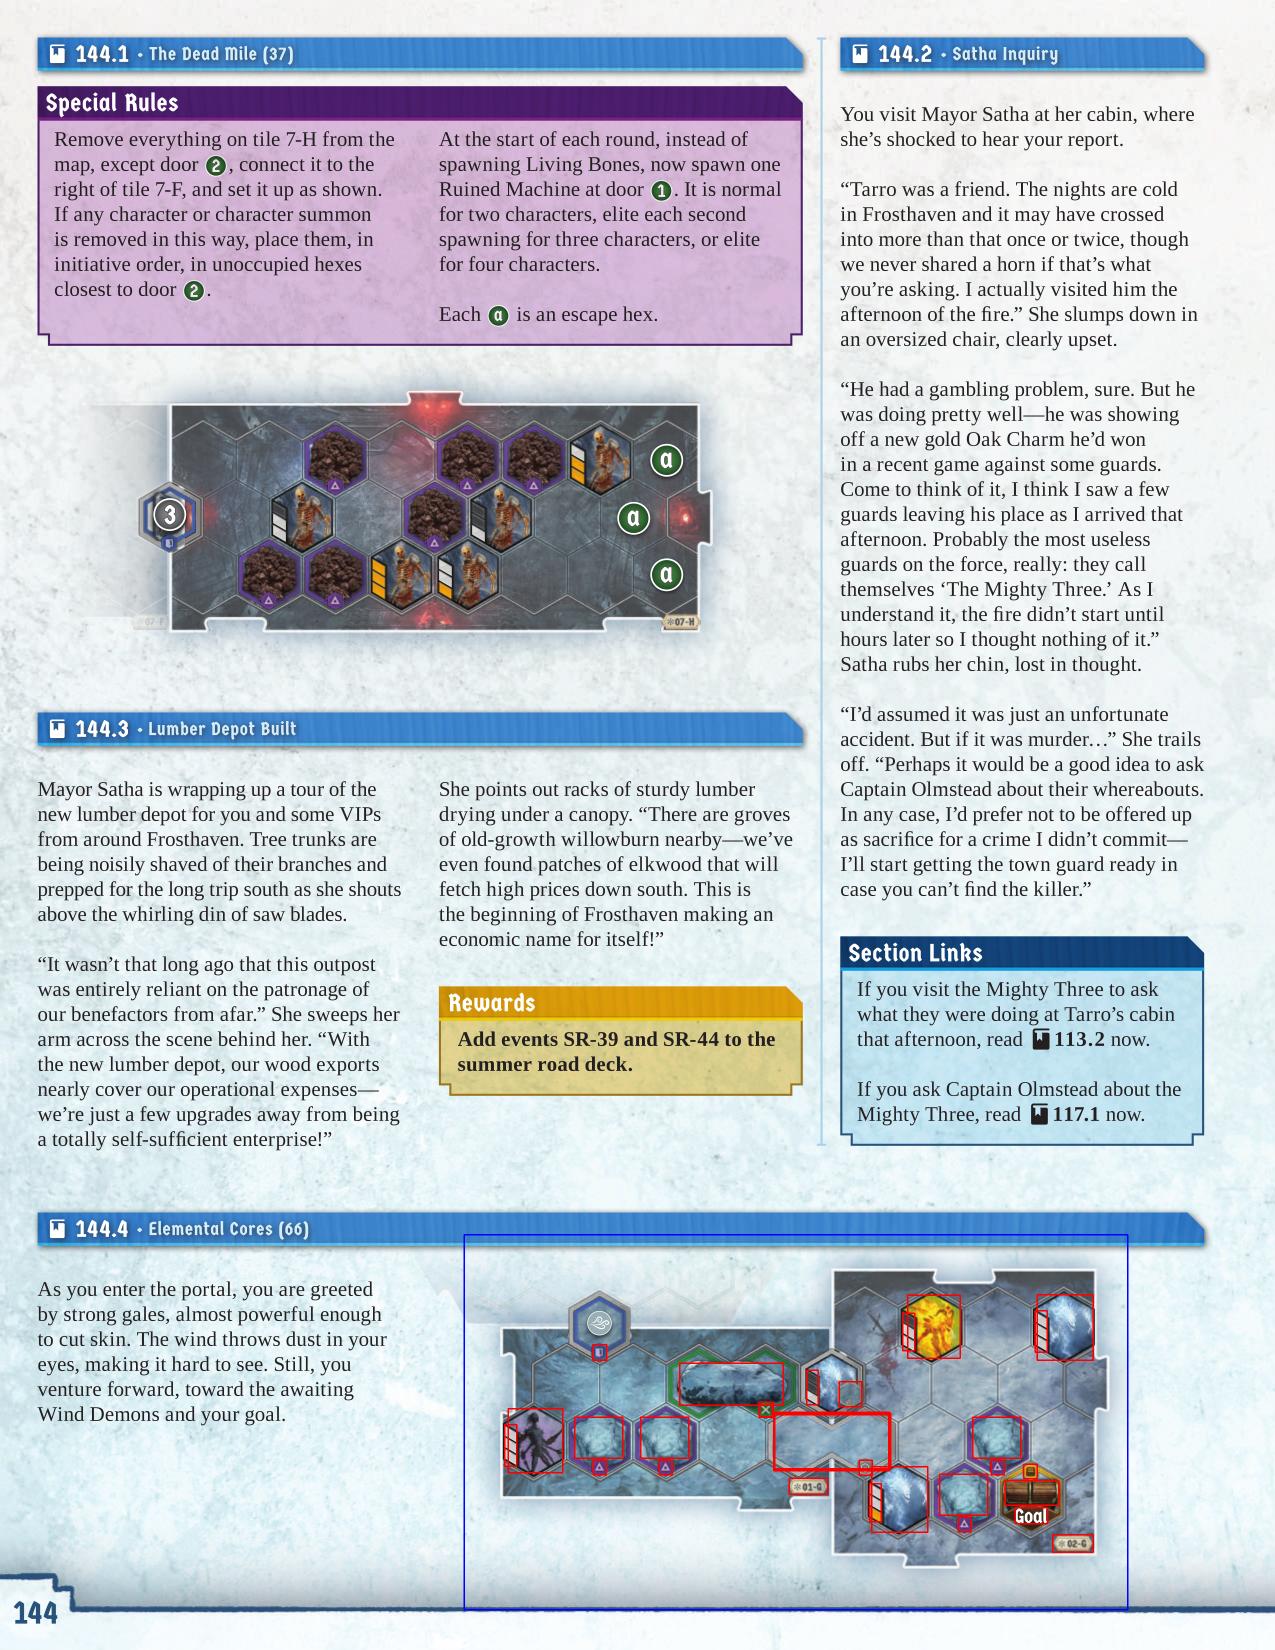 144.1 • The Dead Mile (37)
Special Rules
Remove everything on tile 7-H from the
map, except door 2, connect it to the
right of tile 7-F, and set it up as shown.
If any character or character summon
is removed in this way, place them, in
initiative order, in unoccupied hexes
closest to door 2.
At the start of each round, instead of
spawning Living Bones, now spawn one
Ruined Machine at door 1. It is normal
for two characters, elite each second
spawning for three characters, or elite
for four characters.
Each a is an escape hex.
a
3
a
a
07-F
07-H
144.2 • Satha Inquiry
You visit Mayor Satha at her cabin, where
she’s shocked to hear your report.
“Tarro was a friend. The nights are cold
in Frosthaven and it may have crossed
into more than that once or twice, though
we never shared a horn if that’s what
you’re asking. I actually visited him the
afternoon of the fire.” She slumps down in
an oversized chair, clearly upset.
“He had a gambling problem, sure. But he
was doing pretty well—he was showing
off a new gold Oak Charm he’d won
in a recent game against some guards.
Come to think of it, I think I saw a few
guards leaving his place as I arrived that
afternoon. Probably the most useless
guards on the force, really: they call
themselves ‘The Mighty Three.’ As I
understand it, the fire didn’t start until
hours later so I thought nothing of it.”
Satha rubs her chin, lost in thought.
“I’d assumed it was just an unfortunate
accident. But if it was murder…” She trails
off. “Perhaps it would be a good idea to ask
Captain Olmstead about their whereabouts.
In any case, I’d prefer not to be offered up
as sacrifice for a crime I didn’t commit—
I’ll start getting the town guard ready in
case you can’t find the killer.”
Section Links
If you visit the Mighty Three to ask
what they were doing at Tarro’s cabin
that afternoon, read 113.2 now.
If you ask Captain Olmstead about the
Mighty Three, read 117.1 now.
144.3 • Lumber Depot Built
Mayor Satha is wrapping up a tour of the
new lumber depot for you and some VIPs
from around Frosthaven. Tree trunks are
being noisily shaved of their branches and
prepped for the long trip south as she shouts
above the whirling din of saw blades.
“It wasn’t that long ago that this outpost
was entirely reliant on the patronage of
our benefactors from afar.” She sweeps her
arm across the scene behind her. “With
the new lumber depot, our wood exports
nearly cover our operational expenses—
we’re just a few upgrades away from being
a totally self-sufficient enterprise!”
She points out racks of sturdy lumber
drying under a canopy. “There are groves
of old-growth willowburn nearby—we’ve
even found patches of elkwood that will
fetch high prices down south. This is
the beginning of Frosthaven making an
economic name for itself!”
Rewards
Add events SR-39 and SR-44 to the
summer road deck.
144.4 • Elemental Cores (66)
As you enter the portal, you are greeted
by strong gales, almost powerful enough
to cut skin. The wind throws dust in your
eyes, making it hard to see. Still, you
venture forward, toward the awaiting
Wind Demons and your goal.
01-G
Goal
02-G
144